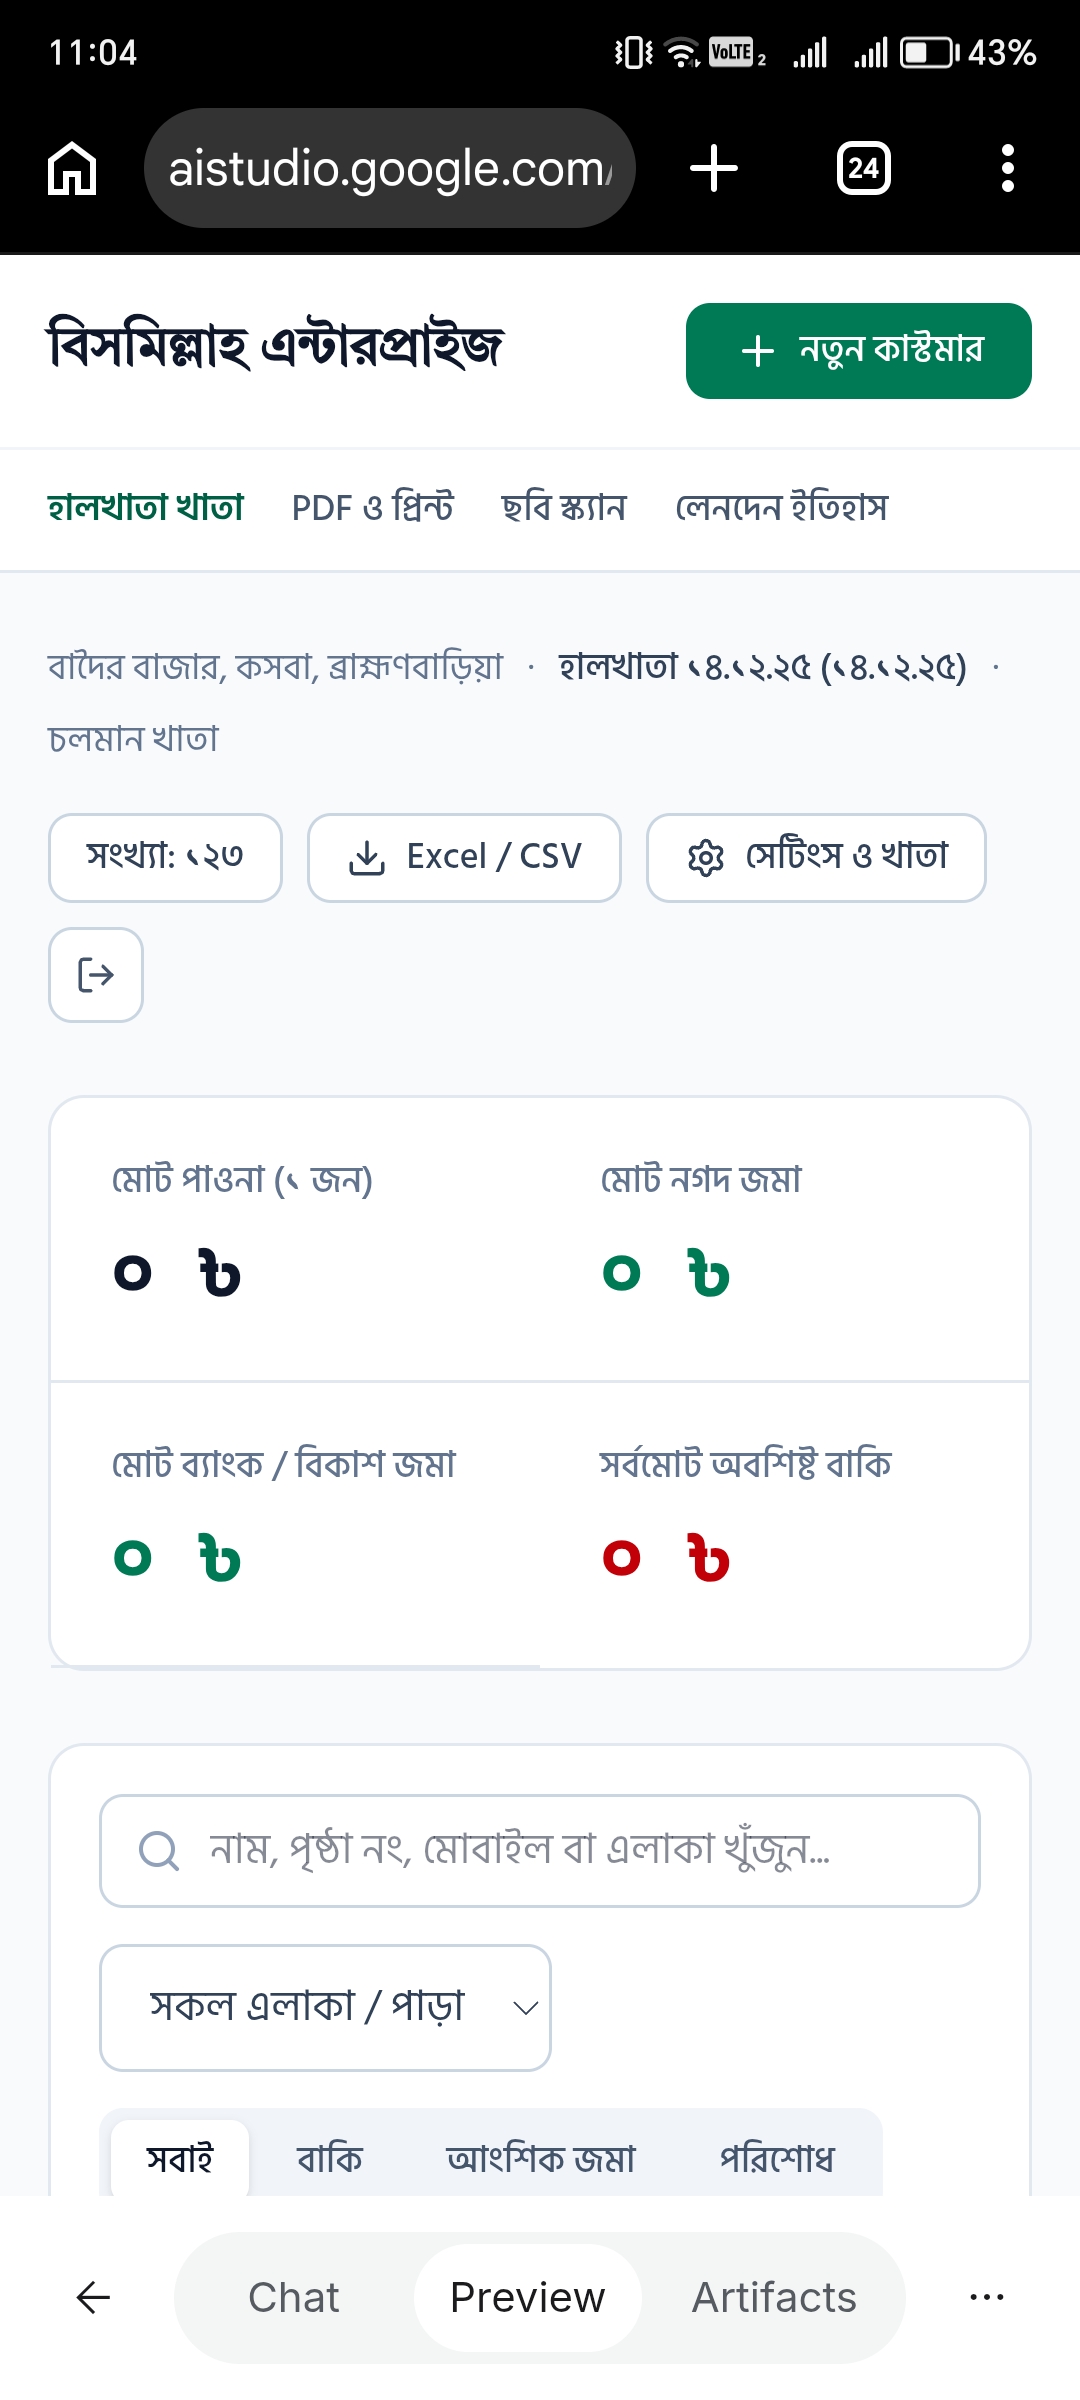 11:04 VoLTE 2 43%
aistudio.google.com/ 24
বিসমিল্লাহ এন্টারপ্রাইজ + নতুন কাস্টমার
হালখাতা খাতা PDF ও প্রিন্ট ছবি স্ক্যান লেনদেন ইতিহাস
বাদৈর বাজার, কসবা, ব্রাহ্মণবাড়িয়া · হালখাতা ১৪.১২.২৫ (১৪.১২.২৫) ·
চলমান খাতা
সংখ্যা: ১২৩ Excel / CSV সেটিংস ও খাতা
মোট পাওনা (১ জন) মোট নগদ জমা
০ ৳ ০ ৳
মোট ব্যাংক / বিকাশ জমা সর্বমোট অবশিষ্ট বাকি
০ ৳ ০ ৳
নাম, পৃষ্ঠা নং, মোবাইল বা এলাকা খুঁজুন...
সকল এলাকা / পাড়া
সবাই বাকি আংশিক জমা পরিশোধ
Chat Preview Artifacts